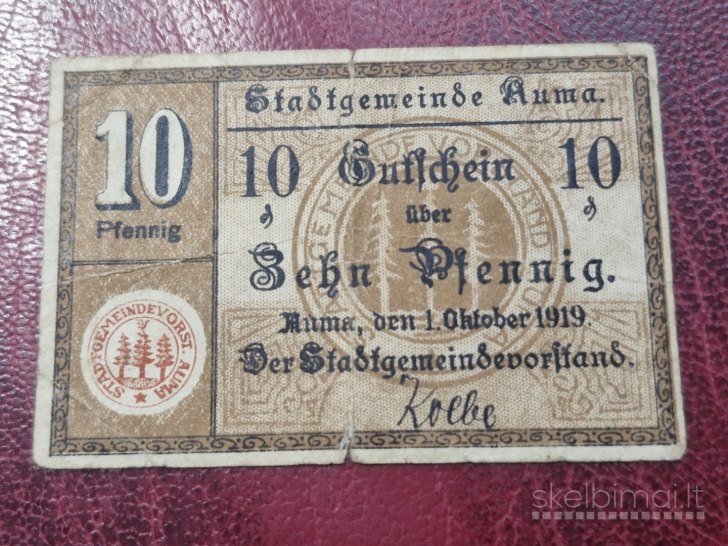 Stadtgemeinde Auma.
10
Pfennig
10 Gutschein 10
₰ über ₰
Zehn Pfennig.
Auma, den 1. Oktober 1919.
Der Stadtgemeindevorstand.
Kolbe
STADTGEMEINDEVORST. AUMA
skelbimai.lt